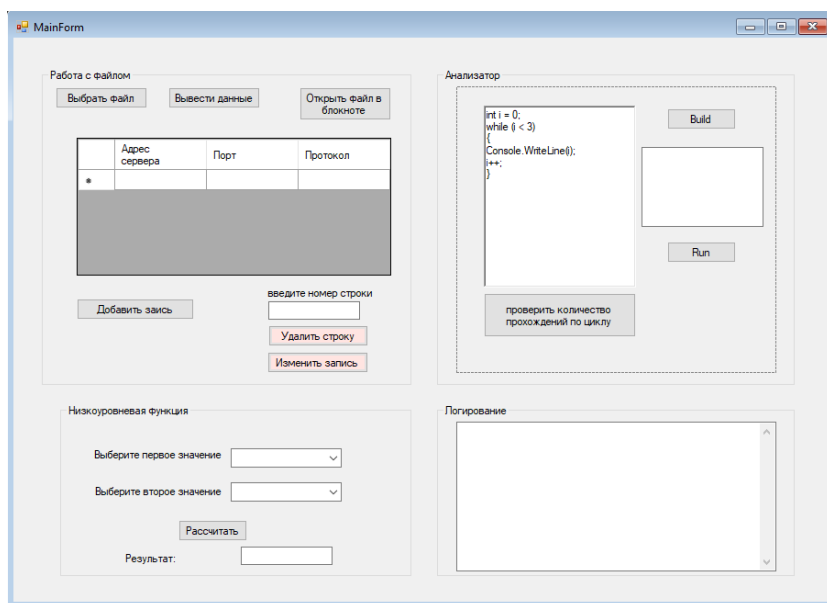 MainForm
Работа с файлом
Выбрать файл
Вывести данные
Открыть файл в
блокноте
Адрес
сервера
Порт
Протокол
Добавить заись
введите номер строки
Удалить строку
Изменить запись
Анализатор
int i = 0;
while (i < 3)
{
Console.WriteLine(i);
i++;
}
Build
Run
проверить количество
прохождений по циклу
Низкоуровневая функция
Выберите первое значение
Выберите второе значение
Рассчитать
Результат:
Логирование